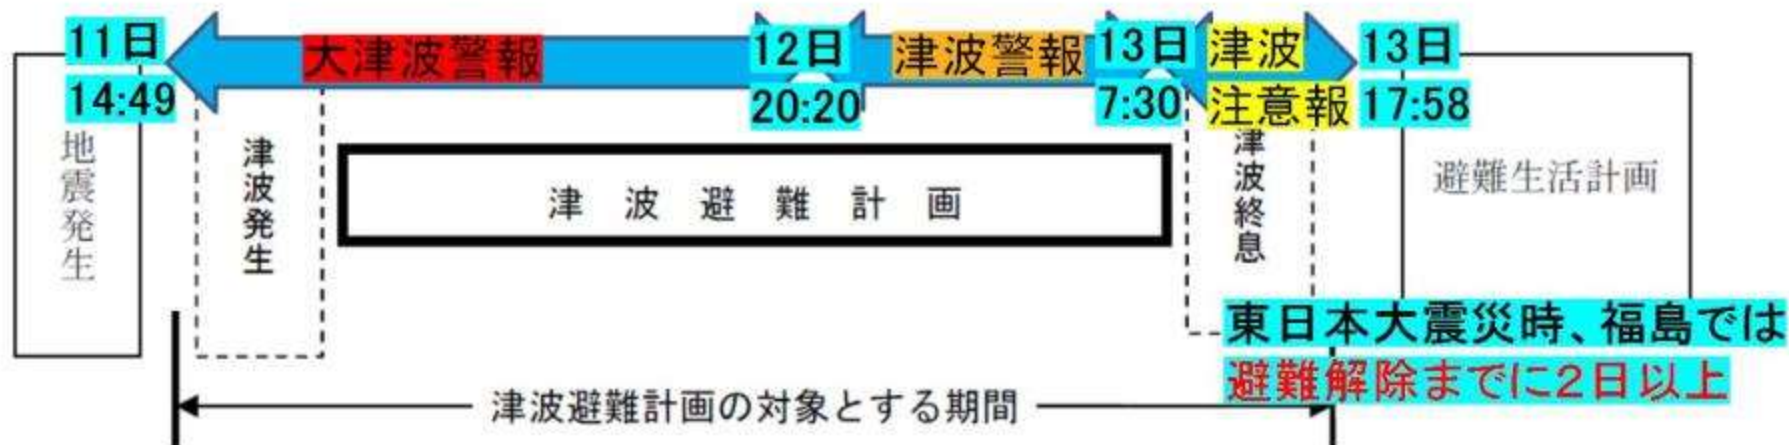 11日
14:49
大津波警報
12日
20:20
津波警報
13日
7:30
津波
注意報
13日
17:58
地震発生
津波発生
津波避難計画
津波終息
避難生活計画
東日本大震災時、福島では
避難解除までに2日以上
津波避難計画の対象とする期間